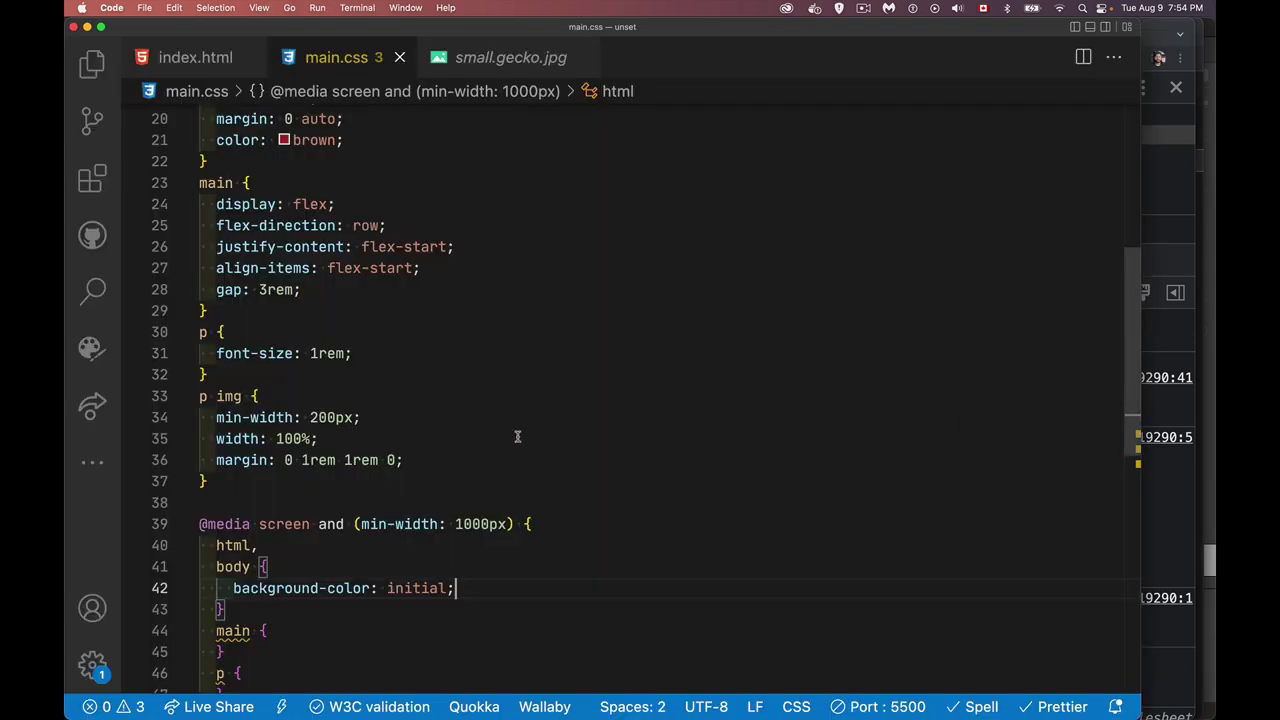 Code File Edit Selection View Go Run Terminal Window Help Tue Aug 9 7:54 PM
main.css — unset
index.html main.css 3 small.gecko.jpg
main.css > {} @media screen and (min-width: 1000px) > html
20 margin: 0 auto;
21 color: brown;
22 }
23 main {
24 display: flex;
25 flex-direction: row;
26 justify-content: flex-start;
27 align-items: flex-start;
28 gap: 3rem;
29 }
30 p {
31 font-size: 1rem;
32 }
33 p img {
34 min-width: 200px;
35 width: 100%;
36 margin: 0 1rem 1rem 0;
37 }
38
39 @media screen and (min-width: 1000px) {
40 html,
41 body {
42 background-color: initial;
43 }
44 main {
45 }
46 p {
9290:41
9290:5
9290:1
1
0 3 Live Share W3C validation Quokka Wallaby Spaces: 2 UTF-8 LF CSS Port : 5500 Spell Prettier